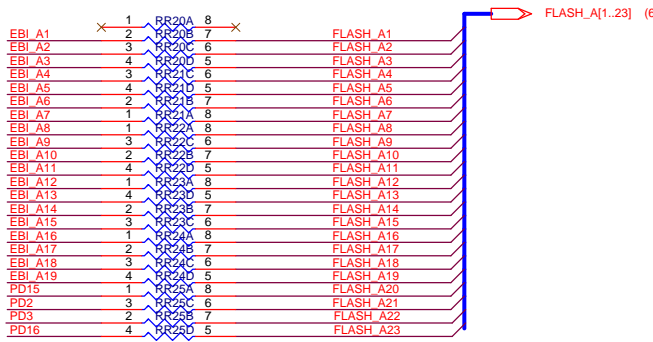 1 RR20A 8 FLASH_A[1..23] (6
EBI_A1 2 RR20B 7 FLASH_A1
EBI_A2 3 RR20C 6 FLASH_A2
EBI_A3 4 RR20D 5 FLASH_A3
EBI_A4 3 RR21C 6 FLASH_A4
EBI_A5 4 RR21D 5 FLASH_A5
EBI_A6 2 RR21B 7 FLASH_A6
EBI_A7 1 RR21A 8 FLASH_A7
EBI_A8 1 RR22A 8 FLASH_A8
EBI_A9 3 RR22C 6 FLASH_A9
EBI_A10 2 RR22B 7 FLASH_A10
EBI_A11 4 RR22D 5 FLASH_A11
EBI_A12 1 RR23A 8 FLASH_A12
EBI_A13 4 RR23D 5 FLASH_A13
EBI_A14 2 RR23B 7 FLASH_A14
EBI_A15 3 RR23C 6 FLASH_A15
EBI_A16 1 RR24A 8 FLASH_A16
EBI_A17 2 RR24B 7 FLASH_A17
EBI_A18 3 RR24C 6 FLASH_A18
EBI_A19 4 RR24D 5 FLASH_A19
PD15 1 RR25A 8 FLASH_A20
PD2 3 RR25C 6 FLASH_A21
PD3 2 RR25B 7 FLASH_A22
PD16 4 RR25D 5 FLASH_A23